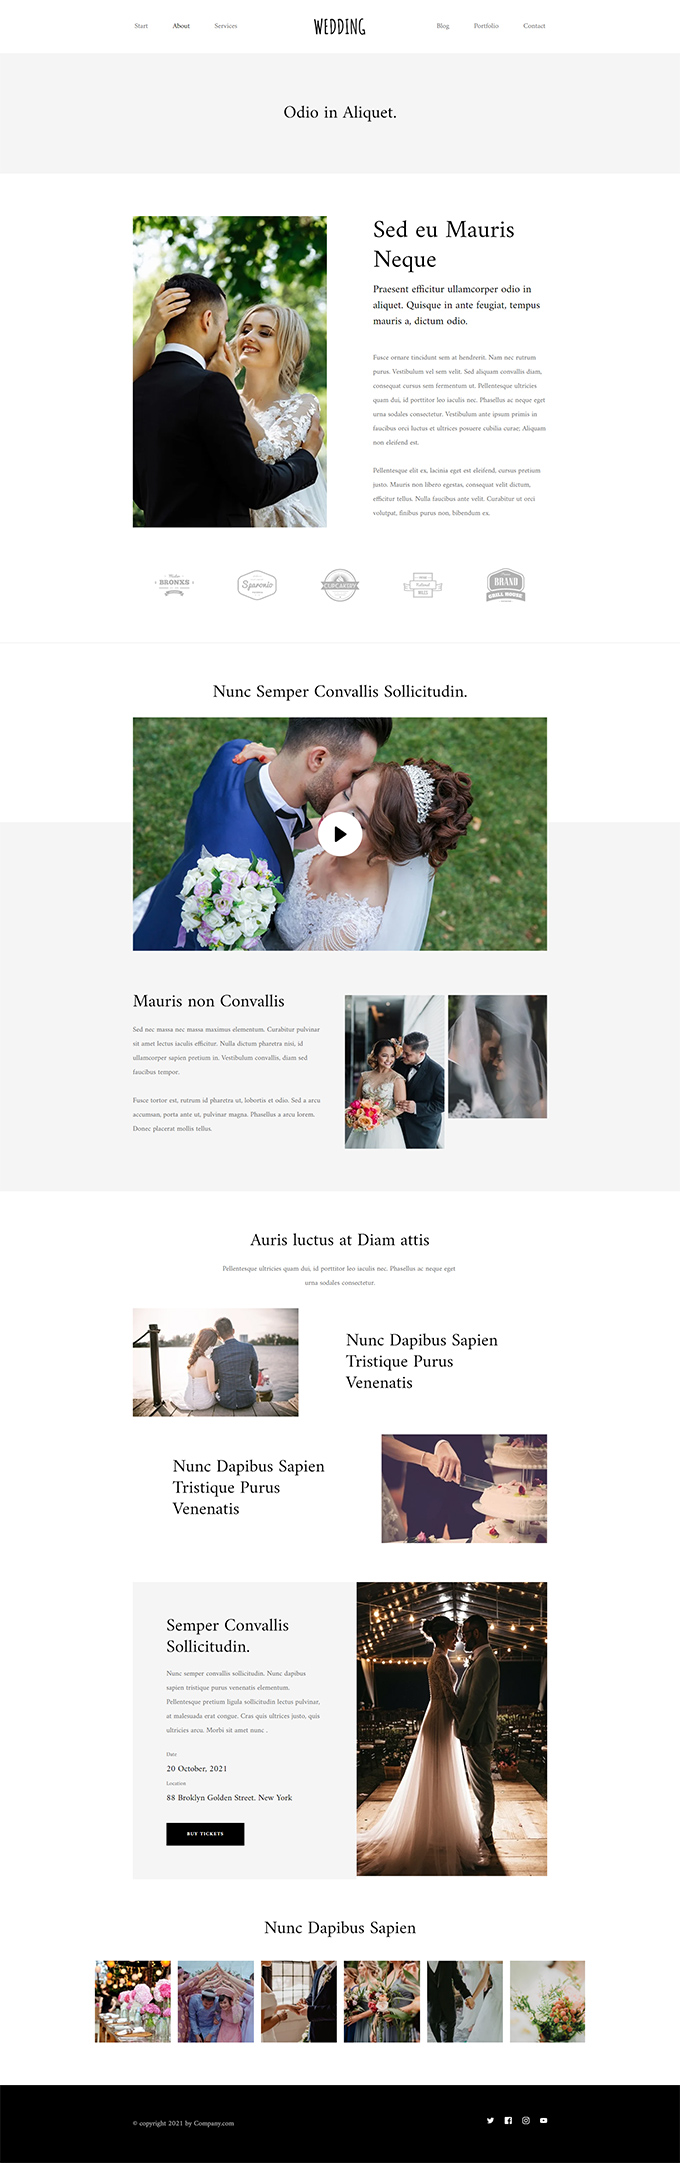 Start
About
Services
WEDDING
Blog
Portfolio
Contact
Odio in Aliquet.
Sed eu Mauris
Neque
Praesent efficitur ullamcorper odio in
aliquet. Quisque in ante feugiat, tempus
mauris a, dictum odio.
Fusce ornare tincidunt sem at hendrerit. Nam nec rutrum
purus. Vestibulum vel sem velit. Sed aliquam convallis diam,
consequat cursus sem fermentum ut. Pellentesque ultricies
quam dui, id porttitor leo iaculis nec. Phasellus ac neque eget
urna sodales consectetur. Vestibulum ante ipsum primis in
faucibus orci luctus et ultrices posuere cubilia curae; Aliquam
non eleifend est.
Pellentesque elit ex, lacinia eget est eleifend, cursus pretium
justo. Mauris non libero egestas, consequat velit dictum,
efficitur tellus. Nulla faucibus ante velit. Curabitur ut orci
volutpat, finibus purus non, bibendum ex.
BRONXS
Sparonio
BRAND
GRILL HOUSE
Nunc Semper Convallis Sollicitudin.
Mauris non Convallis
Sed nec massa nec massa maximus elementum. Curabitur pulvinar
sit amet lectus iaculis efficitur. Nulla dictum pharetra nisi, id
ullamcorper sapien pretium in. Vestibulum convallis, diam sed
faucibus tempor.
Fusce tortor est, rutrum id pharetra ut, lobortis et odio. Sed a arcu
accumsan, porta ante ut, pulvinar magna. Phasellus a arcu lorem.
Donec placerat mollis tellus.
Auris luctus at Diam attis
Pellentesque ultricies quam dui, id porttitor leo iaculis nec. Phasellus ac neque eget
urna sodales consectetur.
Nunc Dapibus Sapien
Tristique Purus
Venenatis
Nunc Dapibus Sapien
Tristique Purus
Venenatis
Semper Convallis
Sollicitudin.
Nunc semper convallis sollicitudin. Nunc dapibus
sapien tristique purus venenatis elementum.
Pellentesque pretium ligula sollicitudin lectus pulvinar,
at malesuada erat congue. Cras quis ultrices justo, quis
ultricies arcu. Morbi sit amet nunc .
Date
20 October, 2021
Location
88 Broklyn Golden Street. New York
BUY TICKETS
Nunc Dapibus Sapien
© copyright 2021 by Company.com